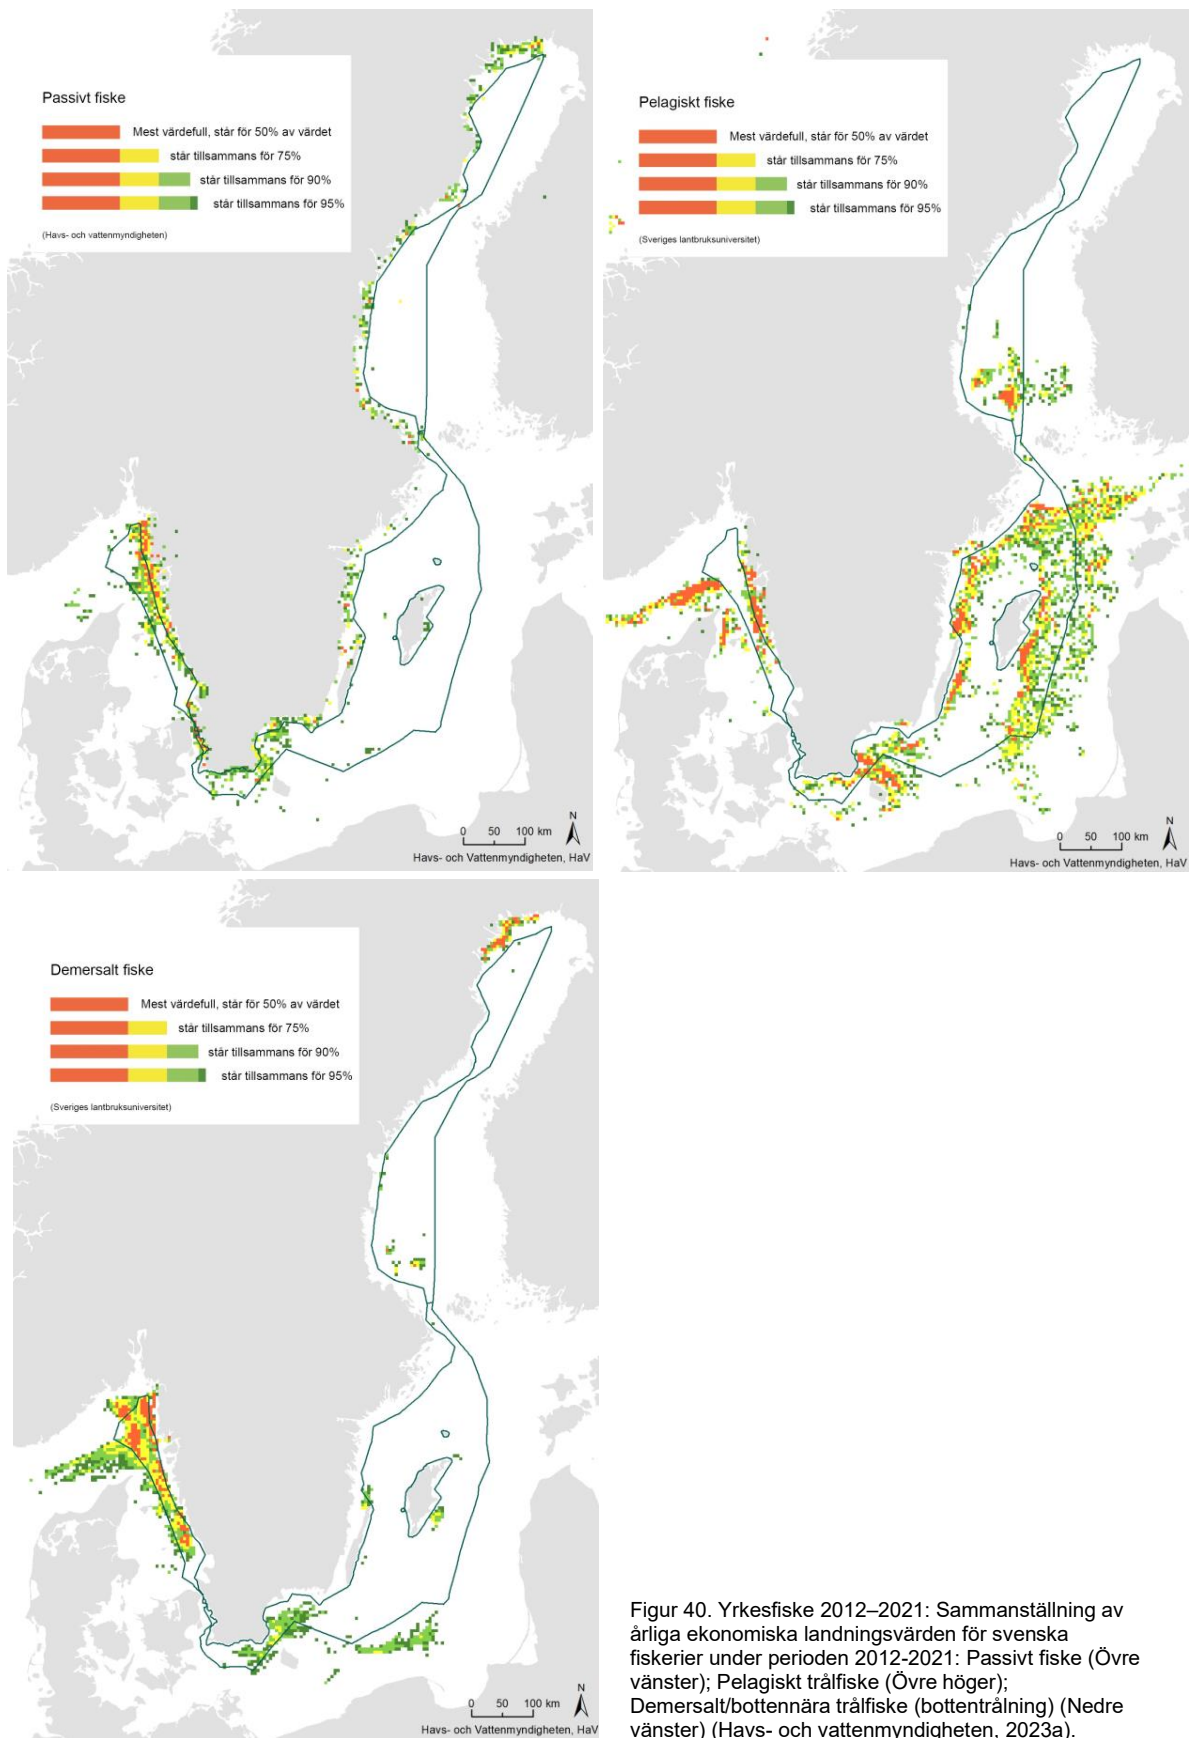 Passivt fiske
Mest värdefull, står för 50% av värdet
står tillsammans för 75%
står tillsammans för 90%
står tillsammans för 95%
(Havs- och vattenmyndigheten)
N
0 50 100 km
Havs- och Vattenmyndigheten, HaV
Pelagiskt fiske
Mest värdefull, står för 50% av värdet
står tillsammans för 75%
står tillsammans för 90%
står tillsammans för 95%
(Sveriges lantbruksuniversitet)
N
0 50 100 km
Havs- och Vattenmyndigheten, HaV
Demersalt fiske
Mest värdefull, står för 50% av värdet
står tillsammans för 75%
står tillsammans för 90%
står tillsammans för 95%
(Sveriges lantbruksuniversitet)
N
0 50 100 km
Havs- och Vattenmyndigheten, HaV
Figur 40. Yrkesfiske 2012–2021: Sammanställning av
årliga ekonomiska landningsvärden för svenska
fiskerier under perioden 2012-2021: Passivt fiske (Övre
vänster); Pelagiskt trålfiske (Övre höger);
Demersalt/bottennära trålfiske (bottentrålning) (Nedre
vänster) (Havs- och vattenmyndigheten, 2023a).